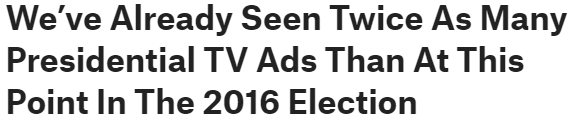 We’ve Already Seen Twice As Many
Presidential TV Ads Than At This
Point In The 2016 Election